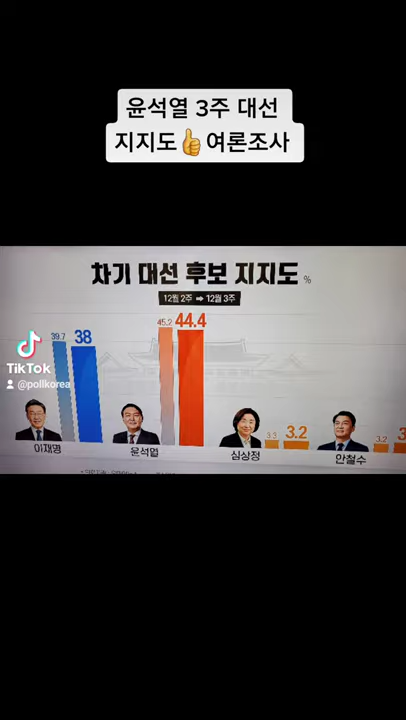 윤석열 3주 대선
지지도👍여론조사
차기 대선 후보 지지도 %
12월 2주 ➡ 12월 3주
39.7 38
45.2 44.4
3.3 3.2
3.2
이재명 윤석열 심상정 안철수
TikTok
@pollkorea